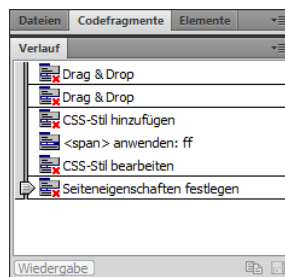 Dateien Codefragmente Elemente
Verlauf
Drag & Drop
Drag & Drop
CSS-Stil hinzufügen
<span> anwenden: ff
CSS-Stil bearbeiten
Seiteneigenschaften festlegen
Wiedergabe